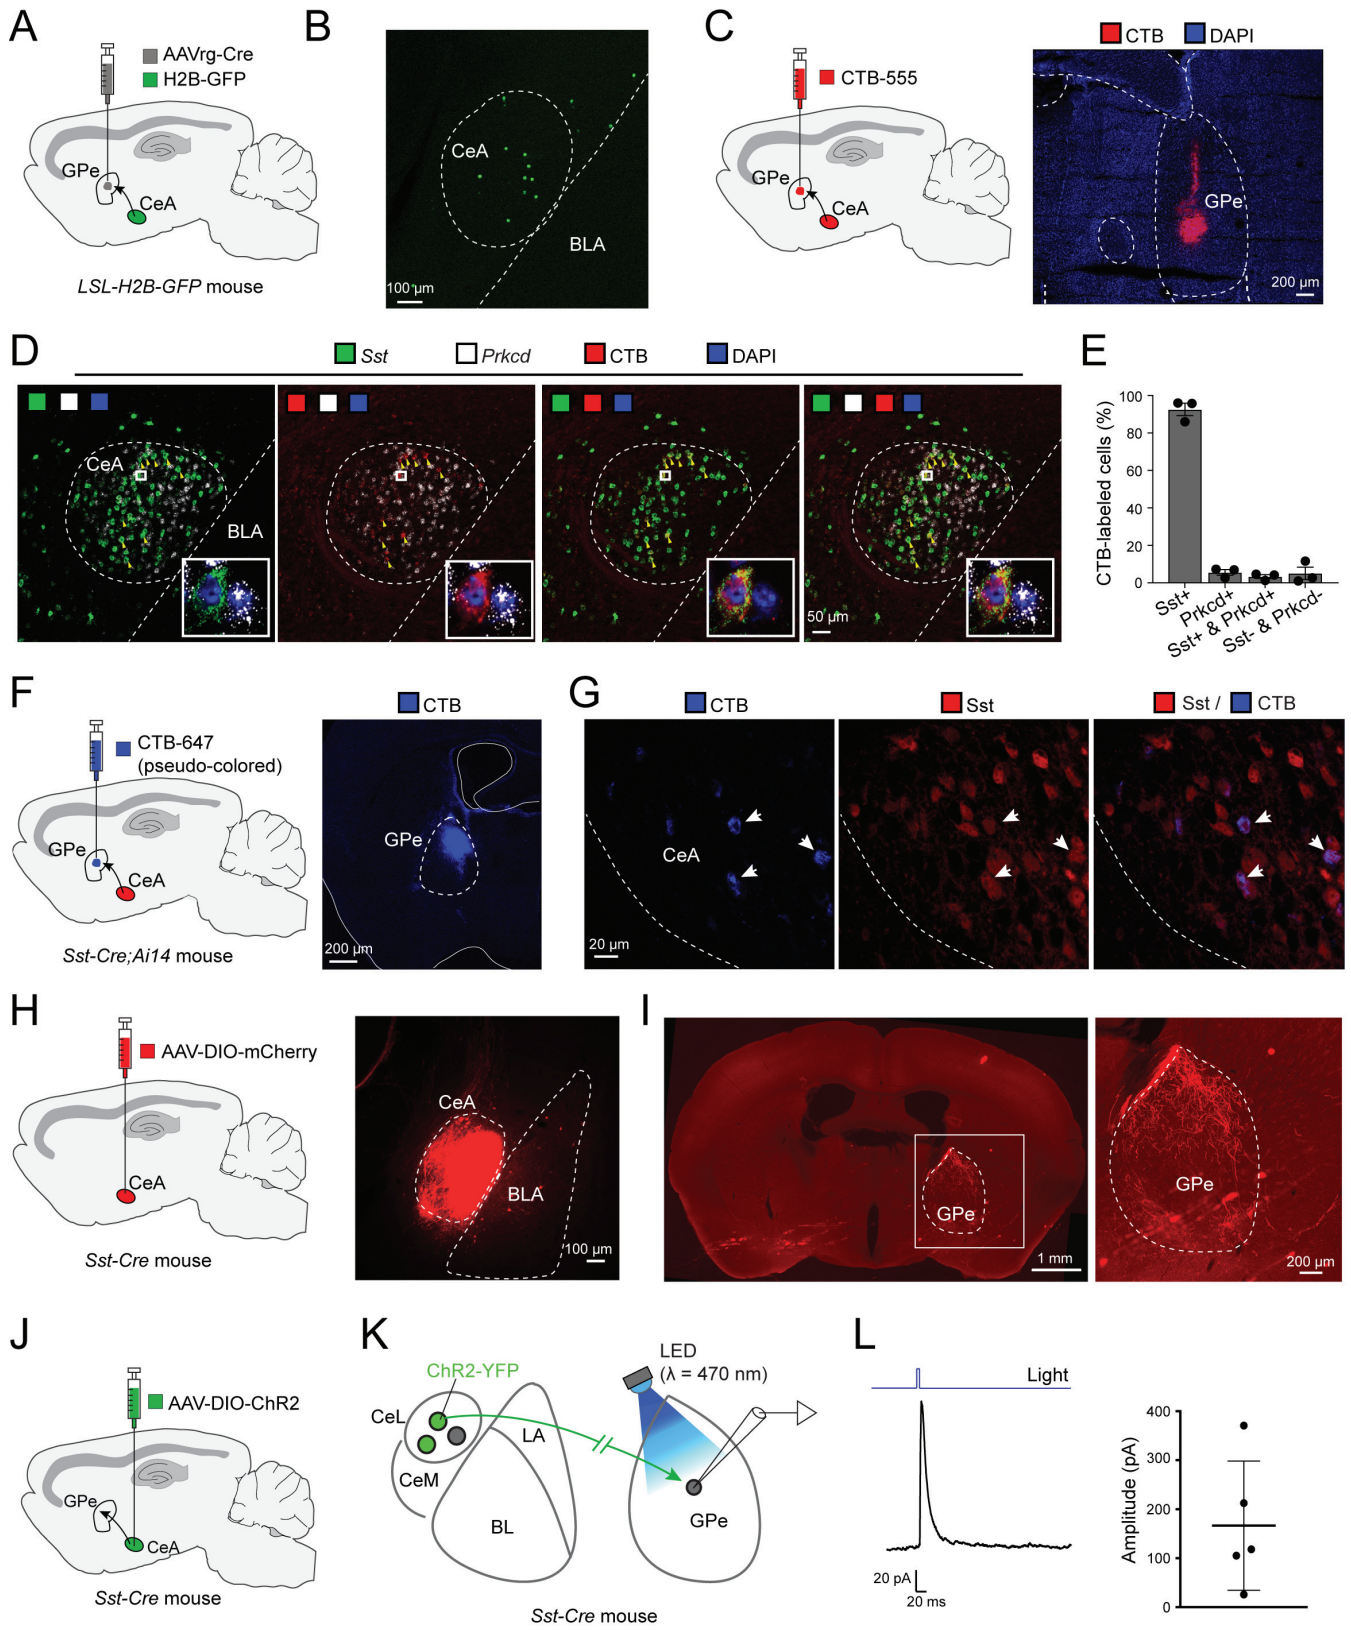 A
AAVrg-Cre
H2B-GFP
GPe
CeA
LSL-H2B-GFP mouse
B
CeA
BLA
100 µm
C
CTB-555
GPe
CeA
CTB
DAPI
GPe
200 µm
D
Sst
Prkcd
CTB
DAPI
CeA
BLA
50 µm
E
CTB-labeled cells (%)
100
80
60
40
20
0
Sst+
Prkcd+
Sst+ & Prkcd+
Sst- & Prkcd-
F
CTB-647
(pseudo-colored)
GPe
CeA
Sst-Cre;Ai14 mouse
CTB
GPe
200 µm
G
CTB
Sst
Sst / CTB
CeA
20 µm
H
AAV-DIO-mCherry
CeA
Sst-Cre mouse
CeA
BLA
100 µm
I
GPe
1 mm
GPe
200 µm
J
AAV-DIO-ChR2
GPe
CeA
Sst-Cre mouse
K
ChR2-YFP
LED
(λ = 470 nm)
CeL
LA
CeM
BL
GPe
Sst-Cre mouse
L
Light
20 pA
20 ms
Amplitude (pA)
400
300
200
100
0